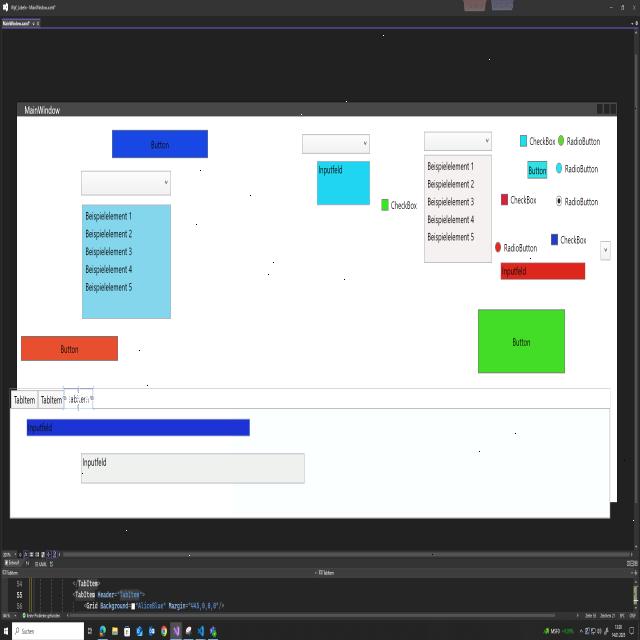 MainWindow.xaml*
MainWindow
Button
CheckBox
RadioButton
Inputfeld
Beispielelement 1
Beispielelement 2
Beispielelement 3
Beispielelement 4
Beispielelement 5
Button
RadioButton
CheckBox
CheckBox
RadioButton
Beispielelement 1
Beispielelement 2
Beispielelement 3
Beispielelement 4
Beispielelement 5
RadioButton
CheckBox
Inputfeld
Button
Button
TabItem
TabItem
Inputfeld
Inputfeld
54 </TabItem>
55 <TabItem Header="TabItem">
56 <Grid Background="AliceBlue" Margin="445,0,0,0"/>
Suchen